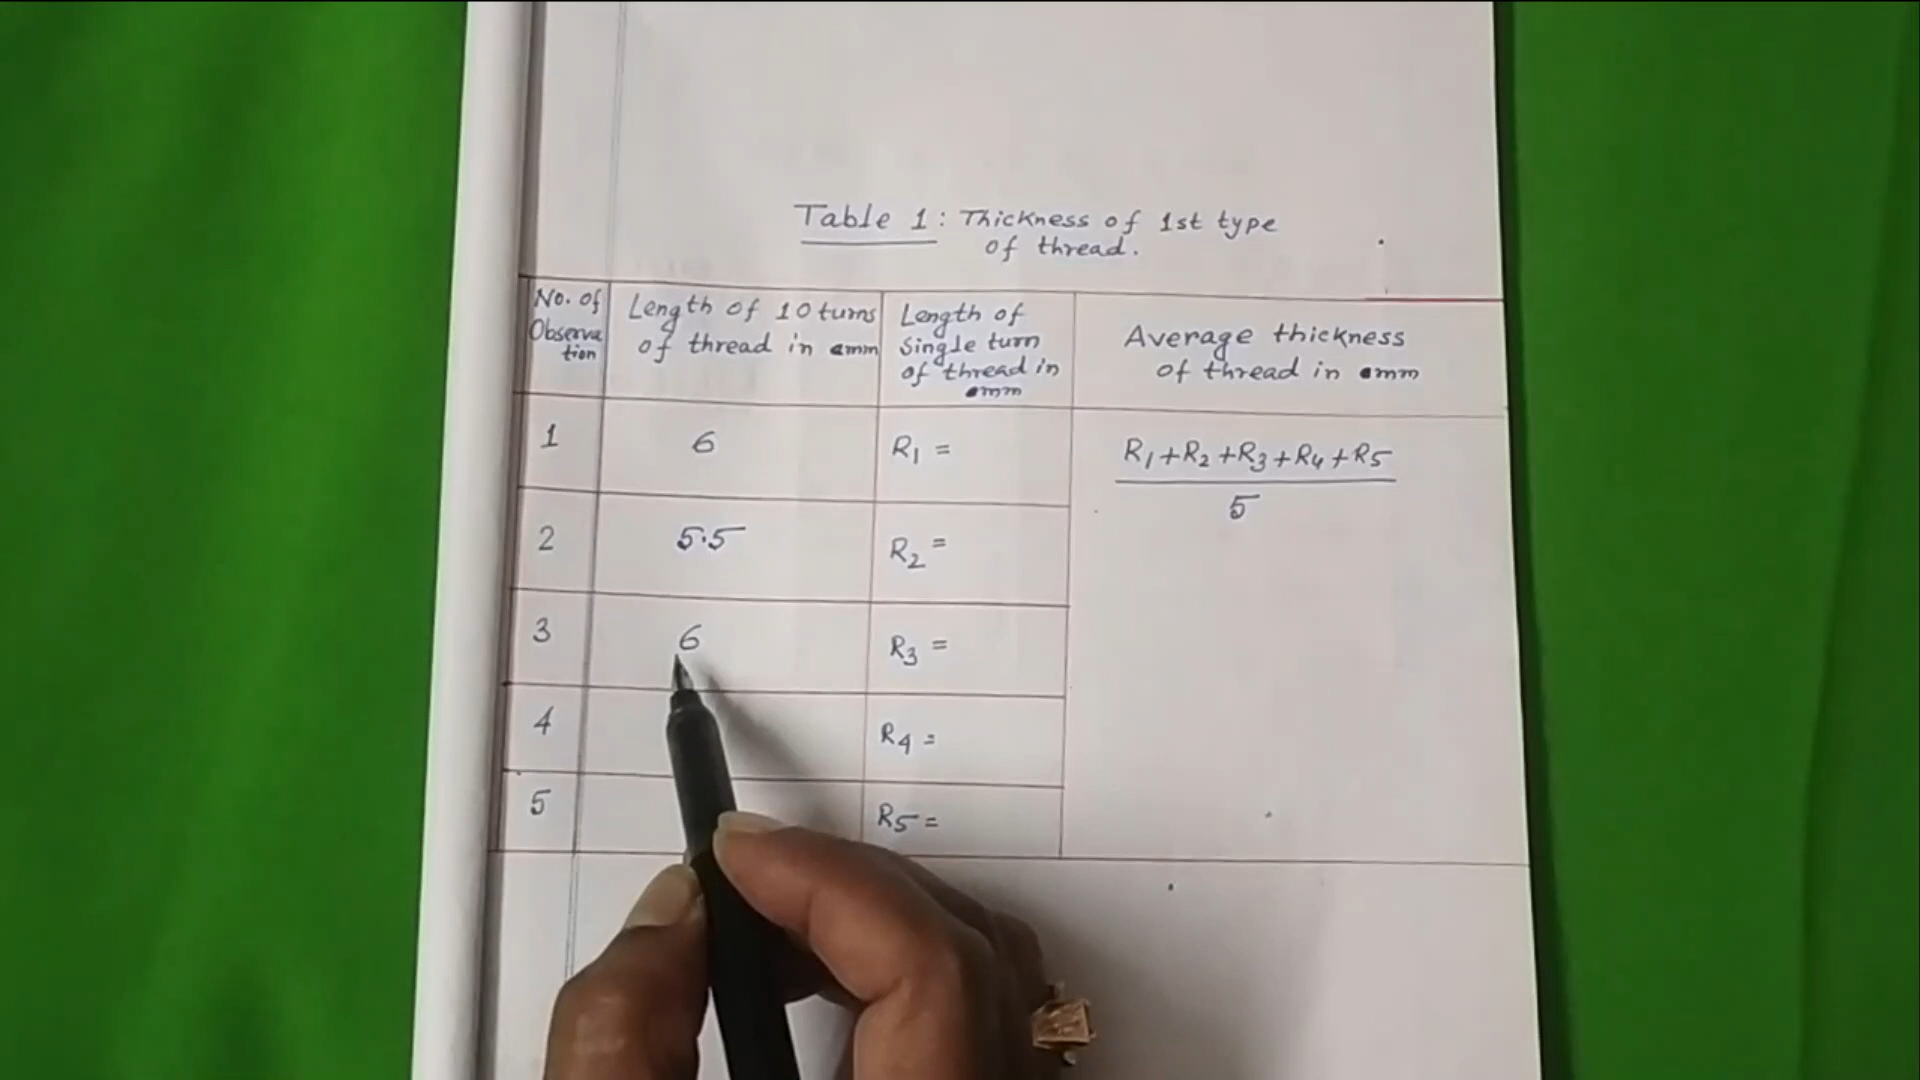 Table 1: Thickness of 1st type
of thread.
No. of
Observa
tion
Length of 10 turns
of thread in mm
Length of
Single turn
of thread in
mm
Average thickness
of thread in mm
1
6
R1 =
R1+R2+R3+R4+R5
5
2
5.5
R2 =
3
6
R3 =
4
R4 =
5
R5 =